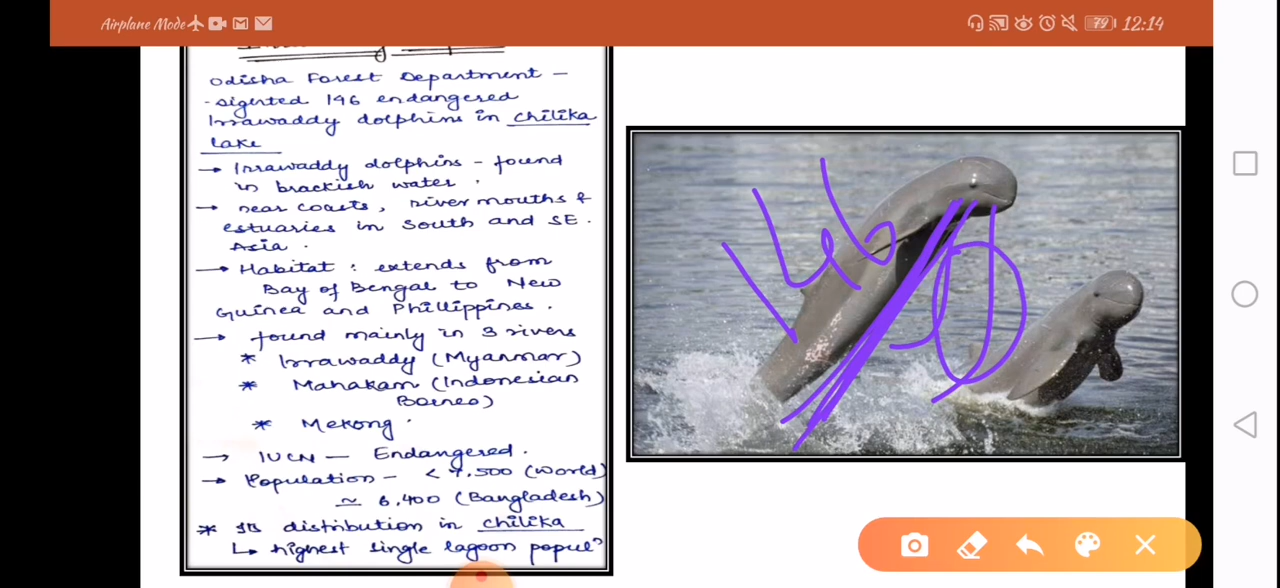 Airplane Mode
79
12:14
Odisha Forest Department -
- sighted 146 endangered
Irrawaddy dolphins in Chilika
Lake
→ Irrawaddy dolphins - found
in brackish water.
→ near coasts, river mouths &
estuaries in South and SE.
Asia.
→ Habitat: extends from
Bay of Bengal to New
Guinea and Phillippines.
→ found mainly in 3 rivers
* Irrawaddy (Myanmar)
* Mahakam (Indonesian
Borneo)
* Mekong.
→ IUCN - Endangered.
→ Population - < 7,500 (World)
≃ 6,400 (Bangladesh)
* distribution in Chilika
↳ highest single lagoon popul
146